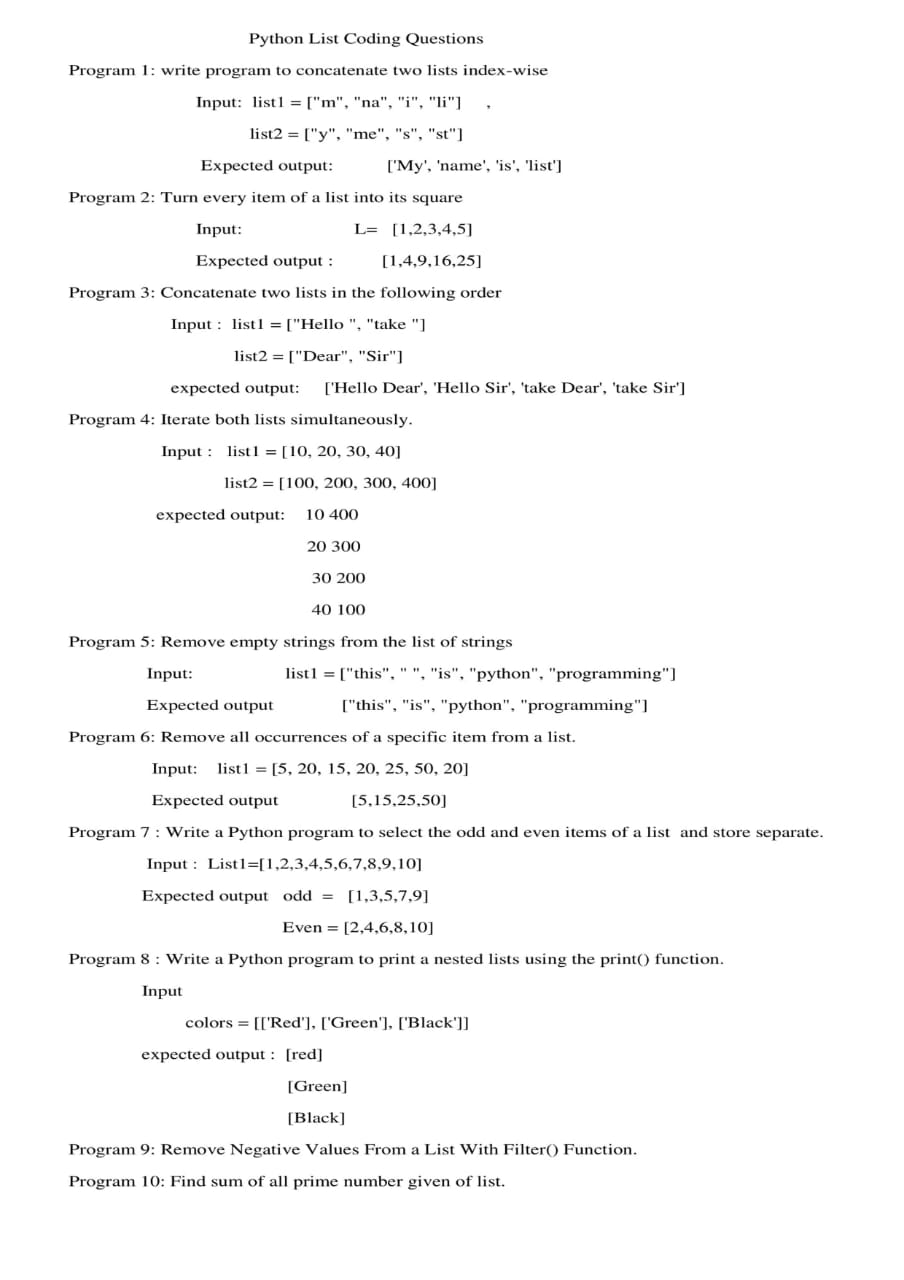 Python List Coding Questions
Program 1: write program to concatenate two lists index-wise
Input: list1 = ["m", "na", "i", "li"] ,
list2 = ["y", "me", "s", "st"]
Expected output: ['My', 'name', 'is', 'list']
Program 2: Turn every item of a list into its square
Input: L= [1,2,3,4,5]
Expected output : [1,4,9,16,25]
Program 3: Concatenate two lists in the following order
Input : list1 = ["Hello ", "take "]
list2 = ["Dear", "Sir"]
expected output: ['Hello Dear', 'Hello Sir', 'take Dear', 'take Sir']
Program 4: Iterate both lists simultaneously.
Input : list1 = [10, 20, 30, 40]
list2 = [100, 200, 300, 400]
expected output: 10 400
20 300
30 200
40 100
Program 5: Remove empty strings from the list of strings
Input: list1 = ["this", " ", "is", "python", "programming"]
Expected output ["this", "is", "python", "programming"]
Program 6: Remove all occurrences of a specific item from a list.
Input: list1 = [5, 20, 15, 20, 25, 50, 20]
Expected output [5,15,25,50]
Program 7 : Write a Python program to select the odd and even items of a list and store separate.
Input : List1=[1,2,3,4,5,6,7,8,9,10]
Expected output odd = [1,3,5,7,9]
Even = [2,4,6,8,10]
Program 8 : Write a Python program to print a nested lists using the print() function.
Input
colors = [['Red'], ['Green'], ['Black']]
expected output : [red]
[Green]
[Black]
Program 9: Remove Negative Values From a List With Filter() Function.
Program 10: Find sum of all prime number given of list.